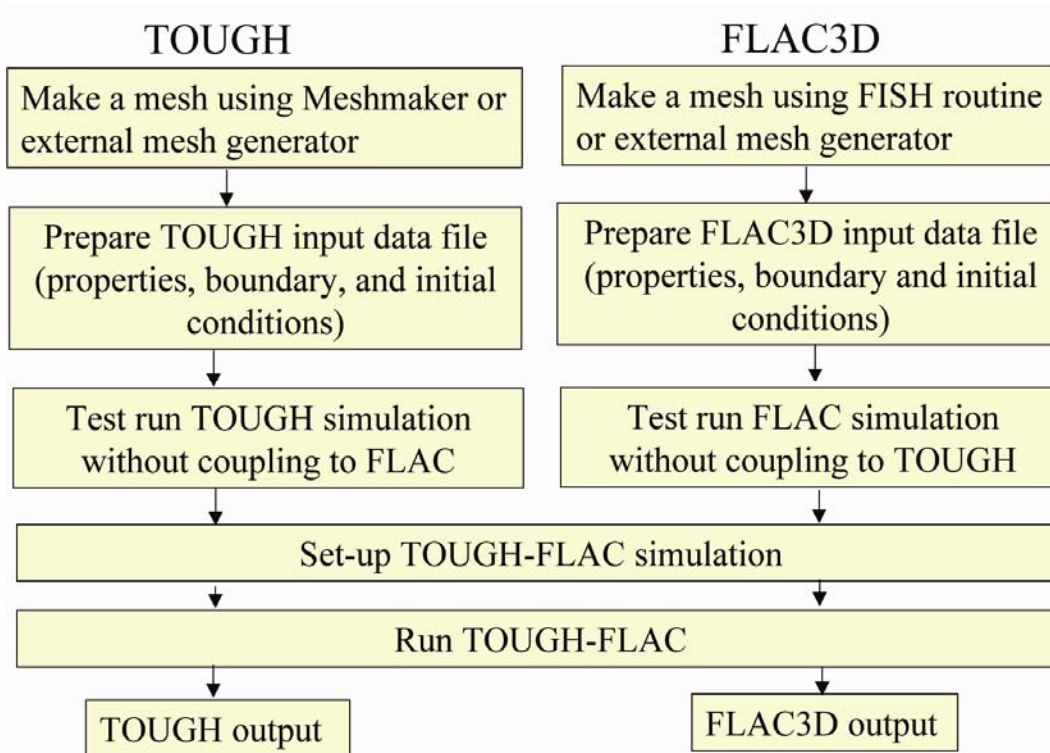 TOUGH
Make a mesh using Meshmaker or
external mesh generator
Prepare TOUGH input data file
(properties, boundary, and initial
conditions)
Test run TOUGH simulation
without coupling to FLAC
FLAC3D
Make a mesh using FISH routine
or external mesh generator
Prepare FLAC3D input data file
(properties, boundary and initial
conditions)
Test run FLAC simulation
without coupling to TOUGH
Set-up TOUGH-FLAC simulation
Run TOUGH-FLAC
TOUGH output
FLAC3D output